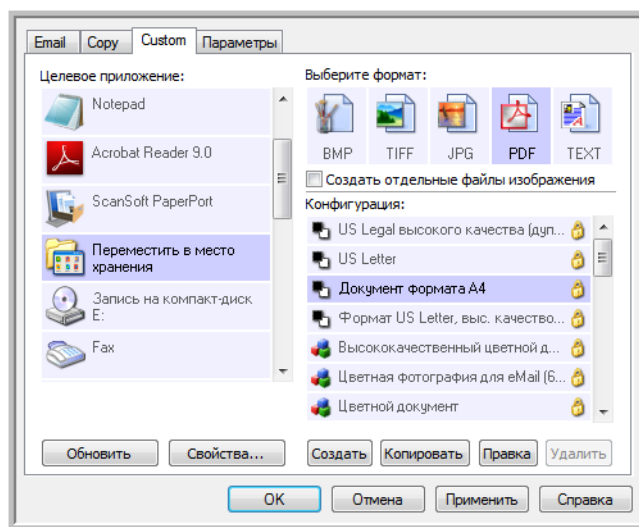 Email Copy Custom Параметры
Целевое приложение:
Notepad
Acrobat Reader 9.0
ScanSoft PaperPort
Переместить в место
хранения
Запись на компакт-диск
E:
Fax
Обновить Свойства...
Выберите формат:
BMP TIFF JPG PDF TEXT
Создать отдельные файлы изображения
Конфигурация:
US Legal высокого качества (дуп...
US Letter
Документ формата A4
Формат US Letter, выс. качество...
Высококачественный цветной д...
Цветная фотография для eMail (6...
Цветной документ
Создать Копировать Правка Удалить
OK Отмена Применить Справка